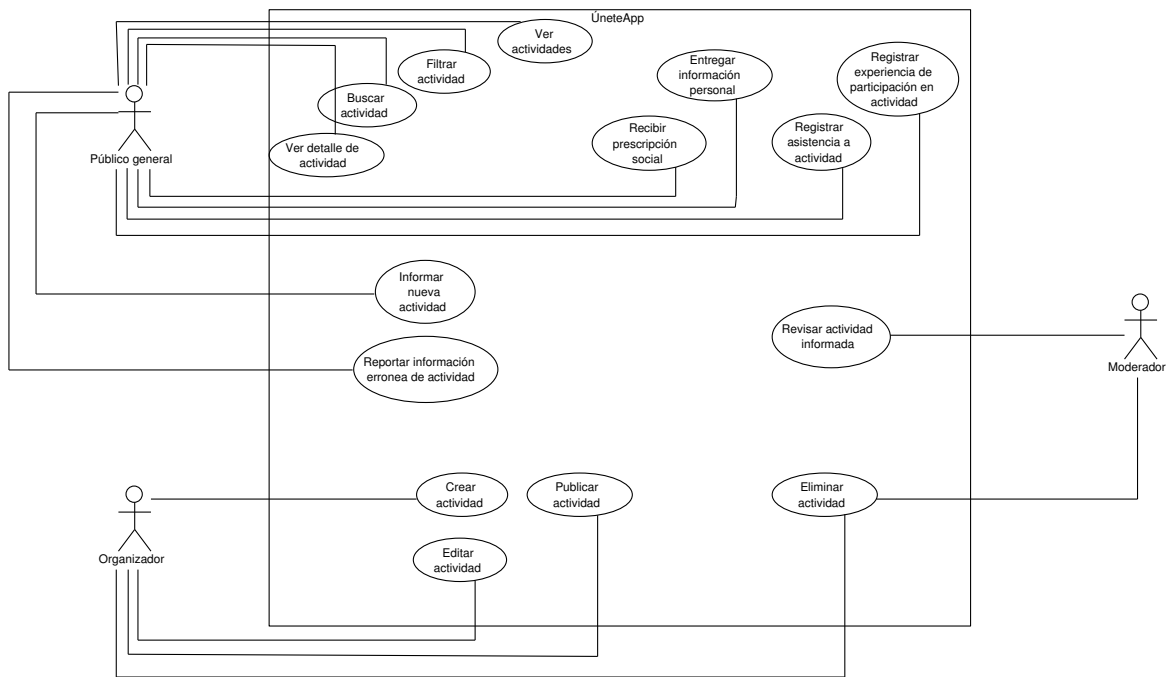 ÚneteApp
Ver
actividades
Filtrar
actividad
Buscar
actividad
Ver detalle de
actividad
Entregar
información
personal
Registrar
experiencia de
participación en
actividad
Recibir
prescripción
social
Registrar
asistencia a
actividad
Público general
Informar
nueva
actividad
Reportar información
erronea de actividad
Revisar actividad
informada
Moderador
Crear
actividad
Publicar
actividad
Eliminar
actividad
Editar
actividad
Organizador